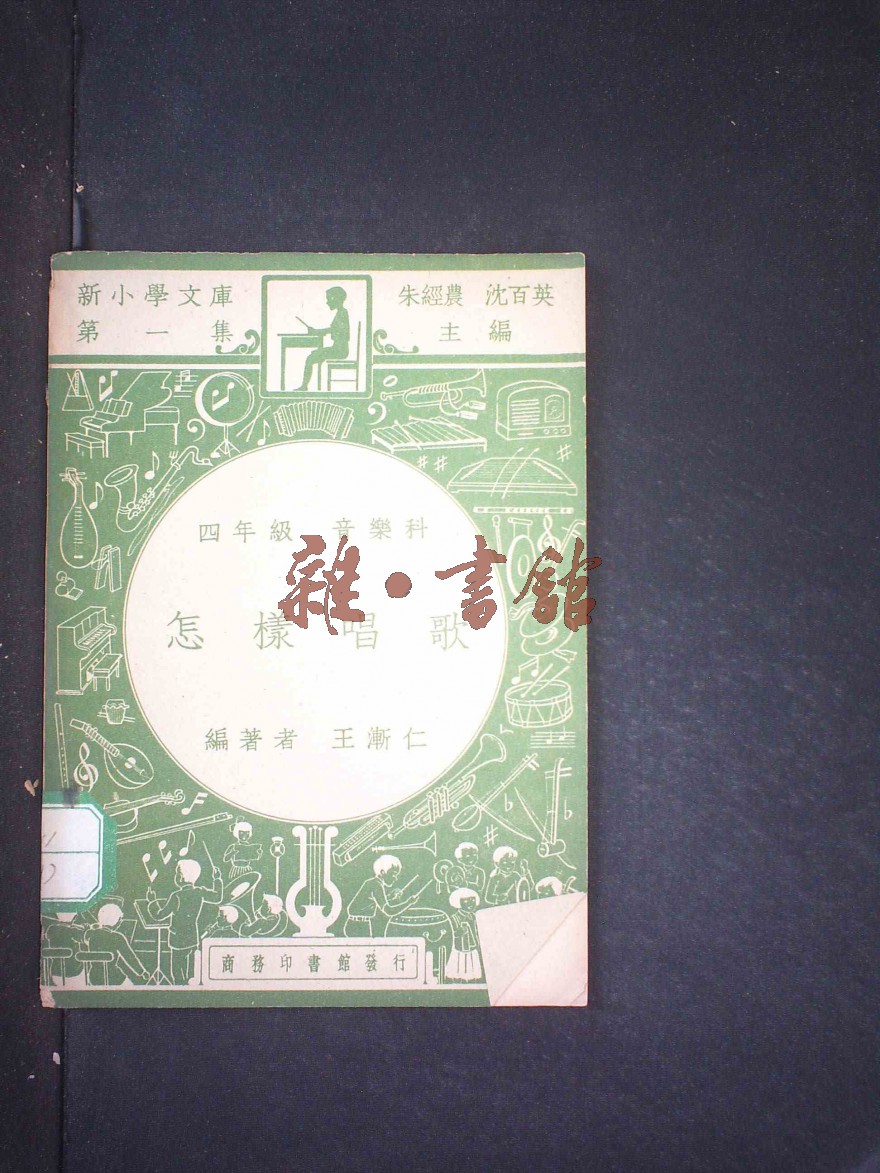 新小學文庫
第一集
朱經農 沈百英
主編
四年級 音樂科
雜·書館
怎樣唱歌
編著者 王漸仁
商務印書館發行